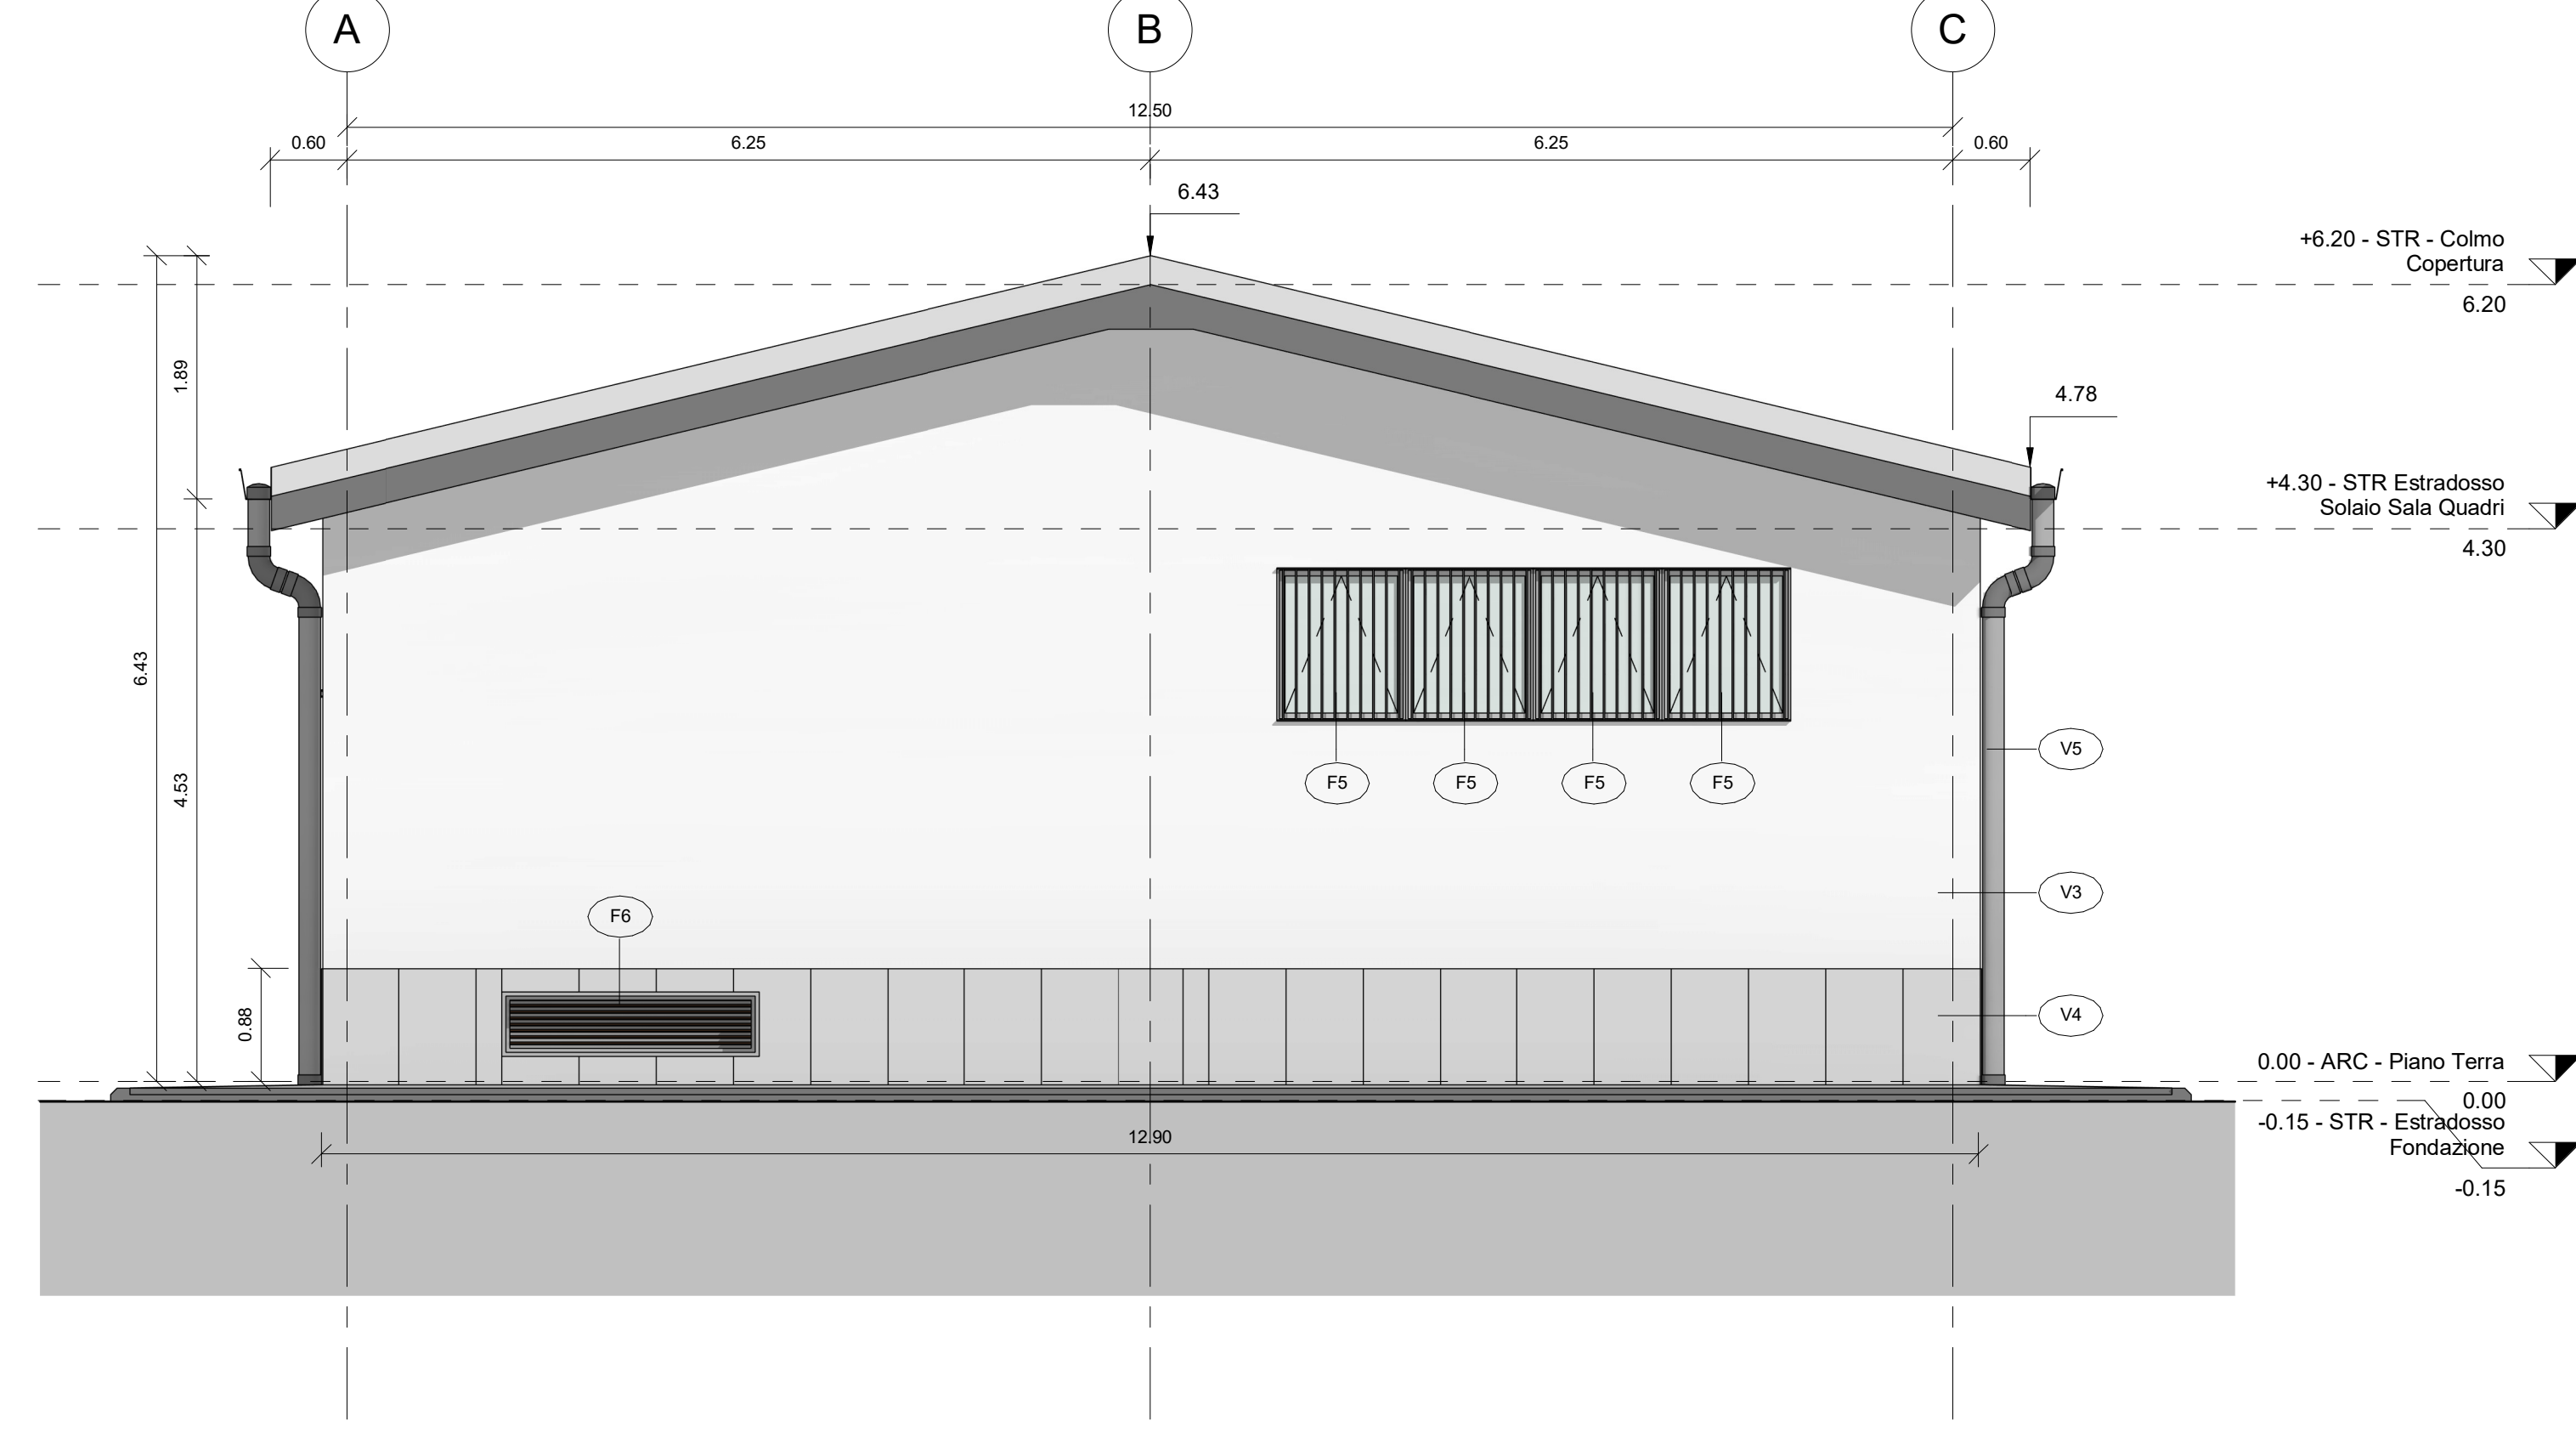 A
B
C
12.50
0.60
6.25
6.25
0.60
6.43
+6.20 - STR - Colmo
Copertura
6.20
1.89
4.78
+4.30 - STR Estradosso
Solaio Sala Quadri
4.30
6.43
4.53
V5
F5
F5
F5
F5
V3
F6
0.88
V4
0.00 - ARC - Piano Terra
0.00
-0.15 - STR - Estradosso
Fondazione
-0.15
12.90